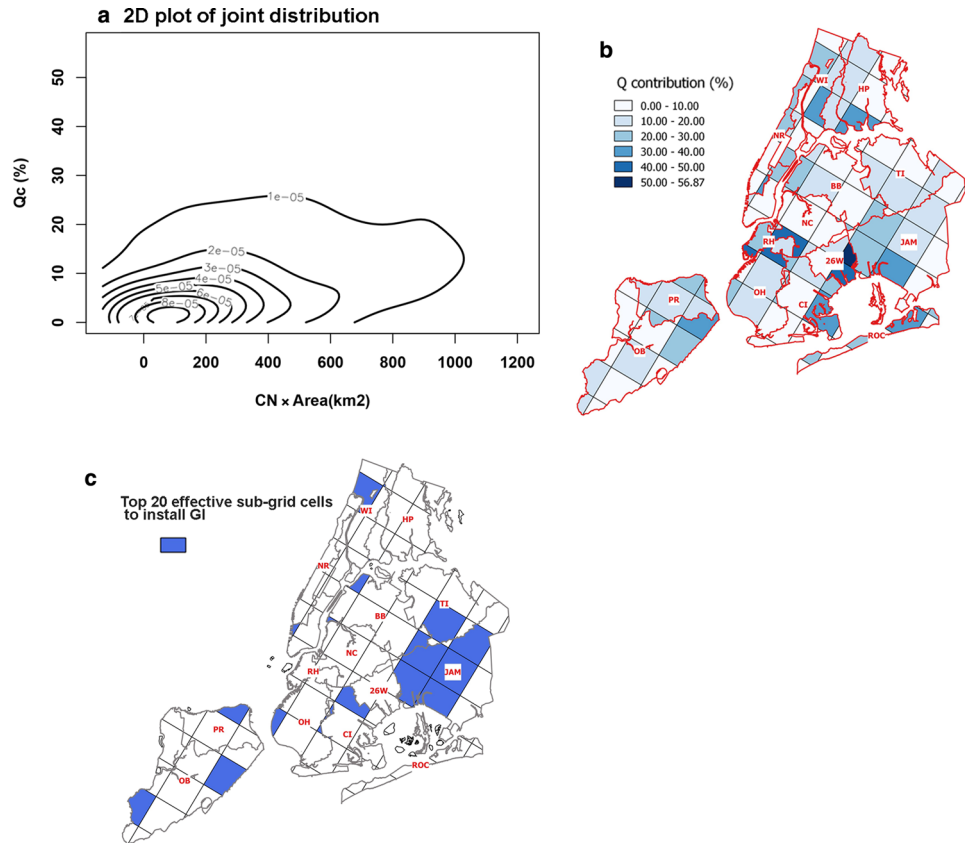 a 2D plot of joint distribution
Qc (%)
50
40
30
20
10
0
1e-05
2e-05
3e-05
4e-05
5e-05
6e-05
8e-05
0
200
400
600
800
1000
1200
CN × Area(km2)
b
Q contribution (%)
0.00 - 10.00
10.00 - 20.00
20.00 - 30.00
30.00 - 40.00
40.00 - 50.00
50.00 - 56.87
WI
HP
NR
TI
BB
NC
RH
JAM
26W
OH
CI
PR
OB
ROC
c
Top 20 effective sub-grid cells
to install GI
WI
HP
NR
TI
BB
NC
RH
JAM
26W
OH
CI
PR
OB
ROC